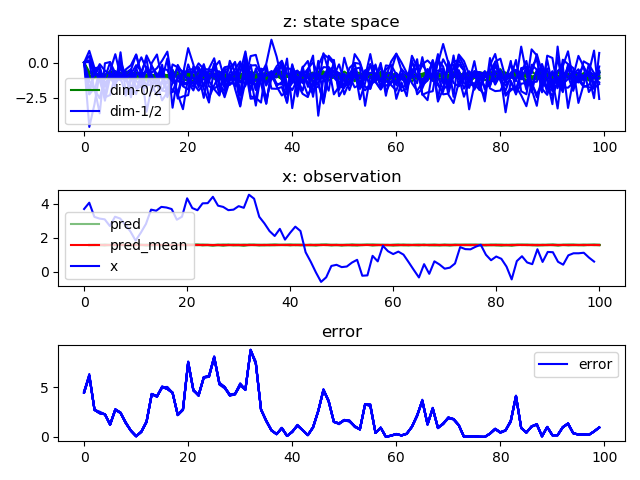 z: state space
0.0
−2.5
dim-0/2
dim-1/2
0 20 40 60 80 100
x: observation
4
2
0
pred
pred_mean
x
0 20 40 60 80 100
error
5
0
error
0 20 40 60 80 100